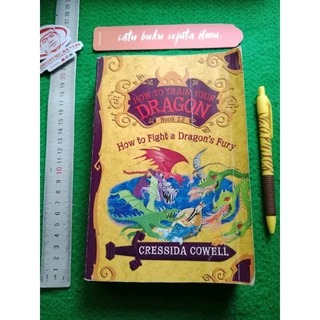 satu buku sejuta ilmu.
HOW TO TRAIN YOUR
DRAGON
Book 12
How to Fight a Dragon's Fury
CRESSIDA COWELL